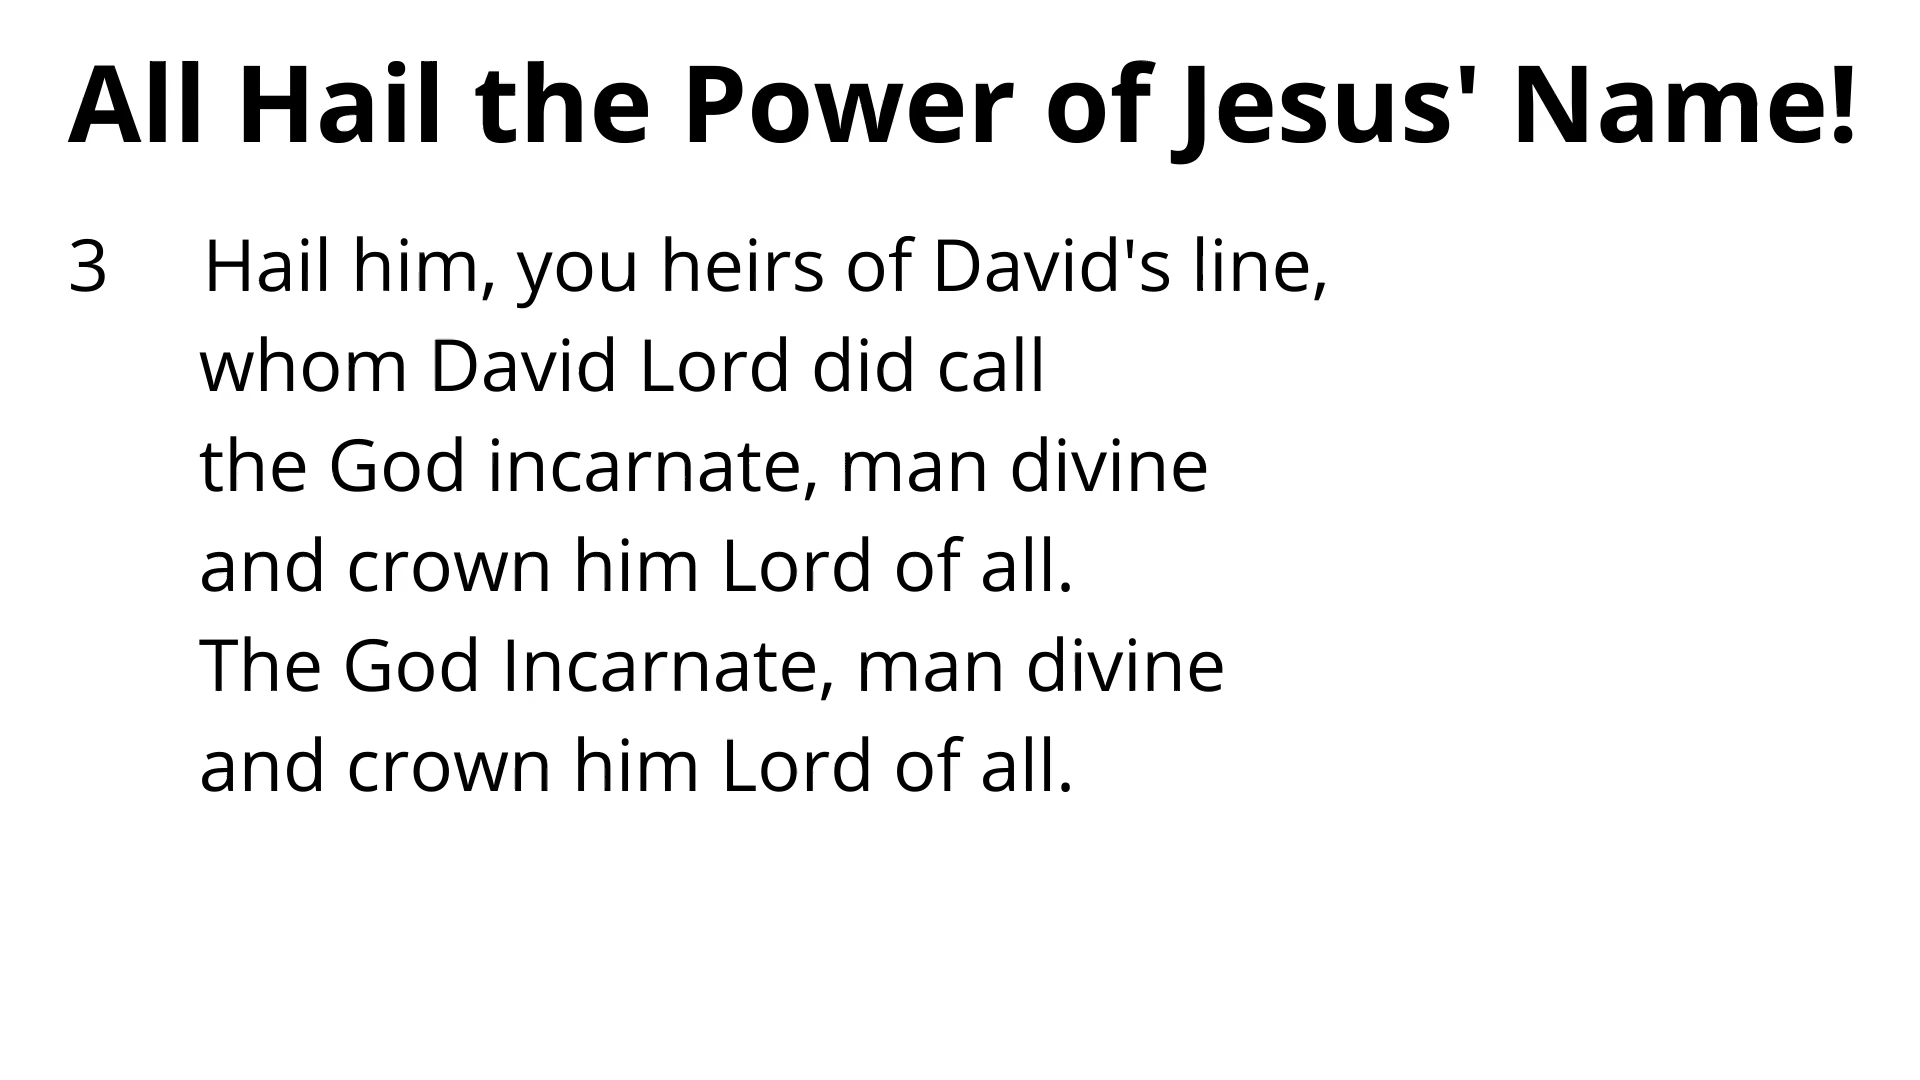 All Hail the Power of Jesus' Name!
3 Hail him, you heirs of David's line,
whom David Lord did call
the God incarnate, man divine
and crown him Lord of all.
The God Incarnate, man divine
and crown him Lord of all.